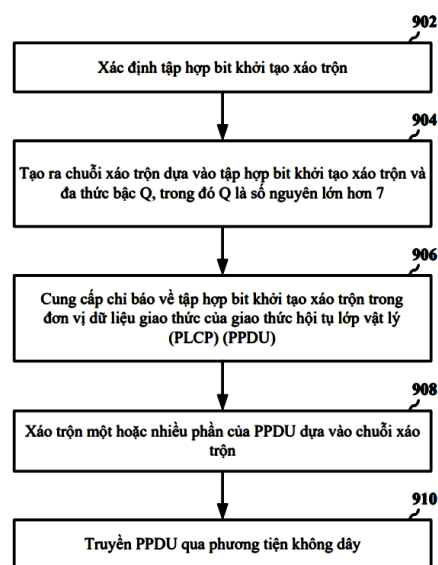 902
Xác định tập hợp bit khởi tạo xáo trộn
904
Tạo ra chuỗi xáo trộn dựa vào tập hợp bit khởi tạo xáo trộn và
đa thức bậc Q, trong đó Q là số nguyên lớn hơn 7
906
Cung cấp chỉ báo về tập hợp bit khởi tạo xáo trộn trong
đơn vị dữ liệu giao thức của giao thức hội tụ lớp vật lý
(PLCP) (PPDU)
908
Xáo trộn một hoặc nhiều phần của PPDU dựa vào chuỗi xáo
trộn
910
Truyền PPDU qua phương tiện không dây